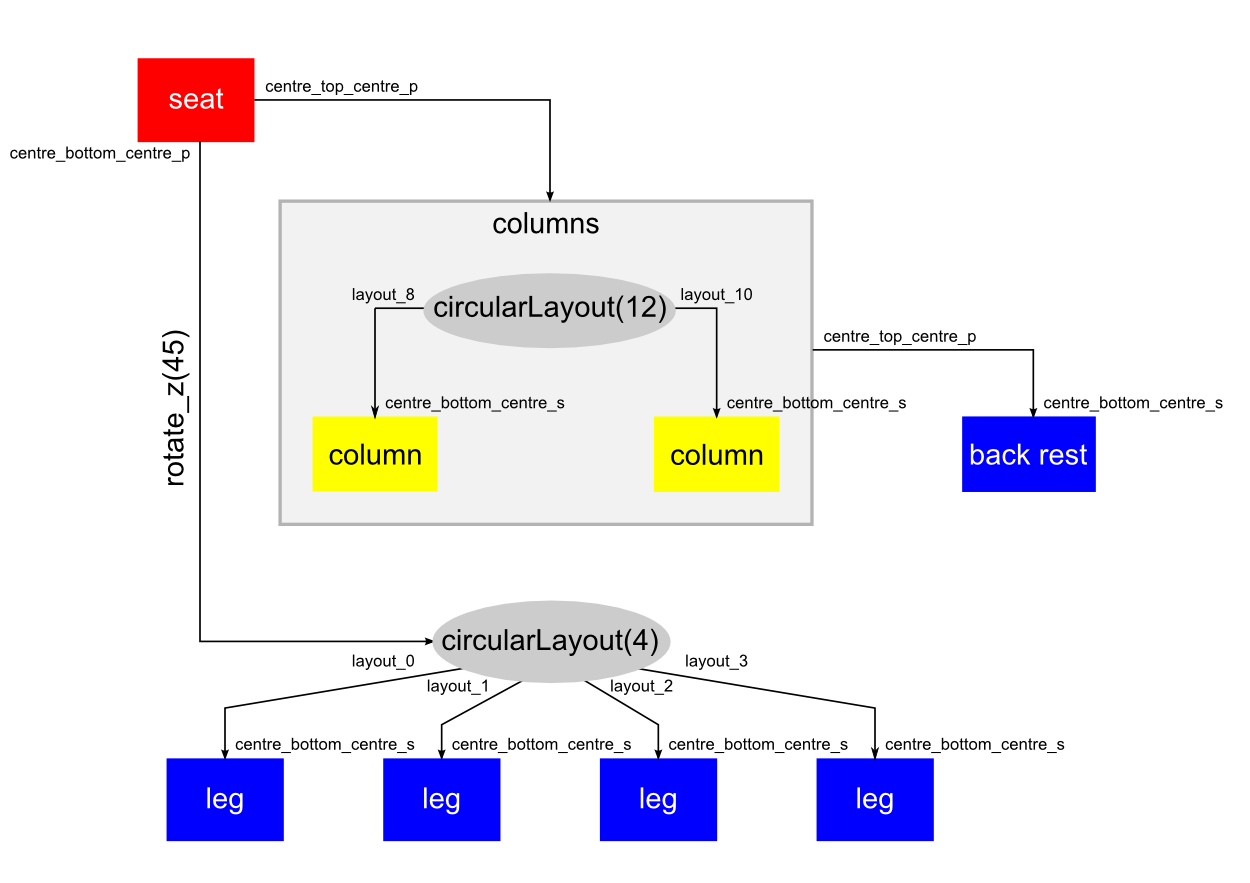 seat
centre_top_centre_p
centre_bottom_centre_p
rotate_z(45)
columns
circularLayout(12)
layout_8
layout_10
centre_bottom_centre_s
centre_bottom_centre_s
column
column
centre_top_centre_p
centre_bottom_centre_s
back rest
circularLayout(4)
layout_0
layout_1
layout_2
layout_3
centre_bottom_centre_s
centre_bottom_centre_s
centre_bottom_centre_s
centre_bottom_centre_s
leg
leg
leg
leg